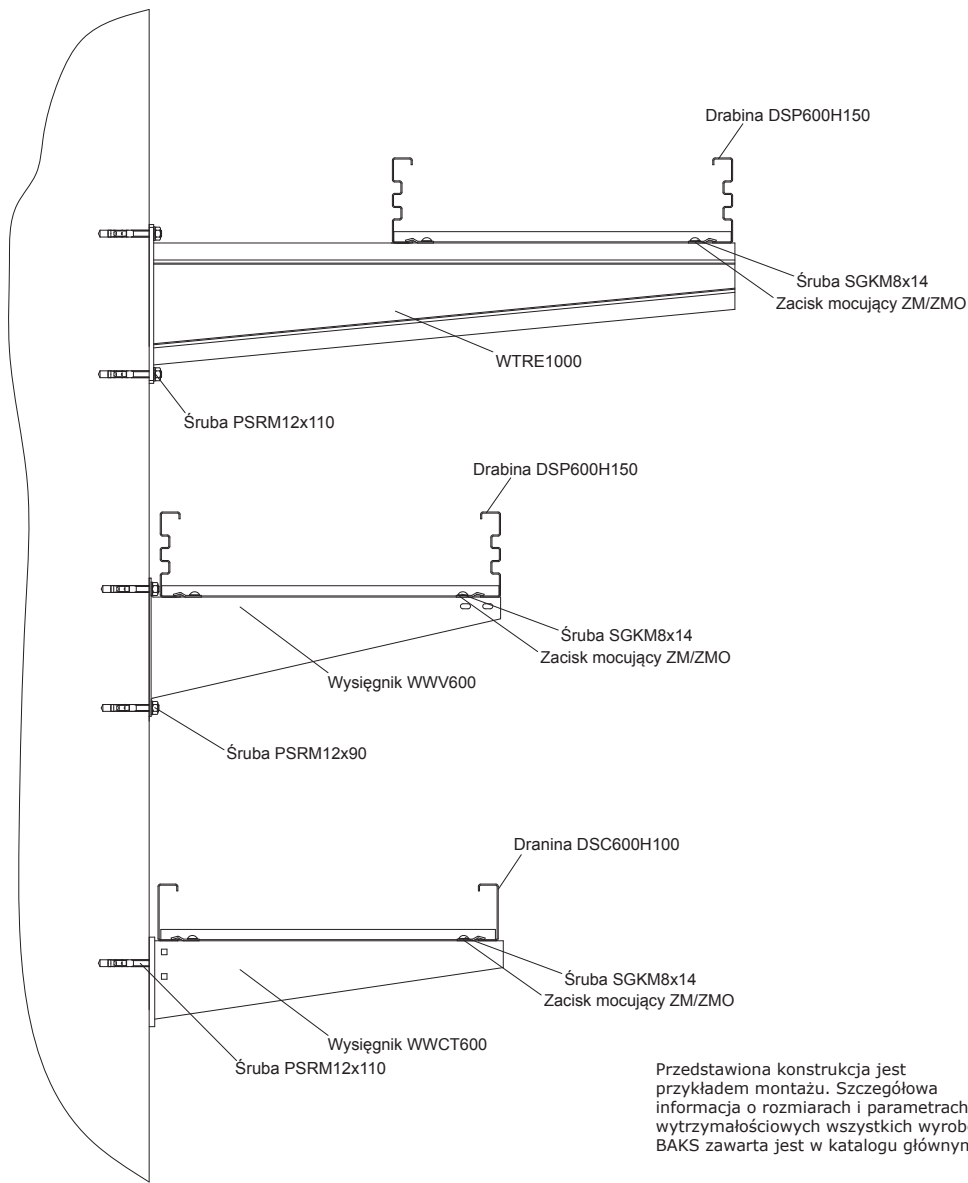 Drabina DSP600H150
Śruba SGKM8x14
Zacisk mocujący ZM/ZMO
WTRE1000
Śruba PSRM12x110
Drabina DSP600H150
Śruba SGKM8x14
Zacisk mocujący ZM/ZMO
Wysięgnik WWV600
Śruba PSRM12x90
Dranina DSC600H100
Śruba SGKM8x14
Zacisk mocujący ZM/ZMO
Wysięgnik WWCT600
Śruba PSRM12x110
Przedstawiona konstrukcja jest
przykładem montażu. Szczegółowa
informacja o rozmiarach i parametrach
wytrzymałościowych wszystkich
BAKS zawarta jest w katalogu